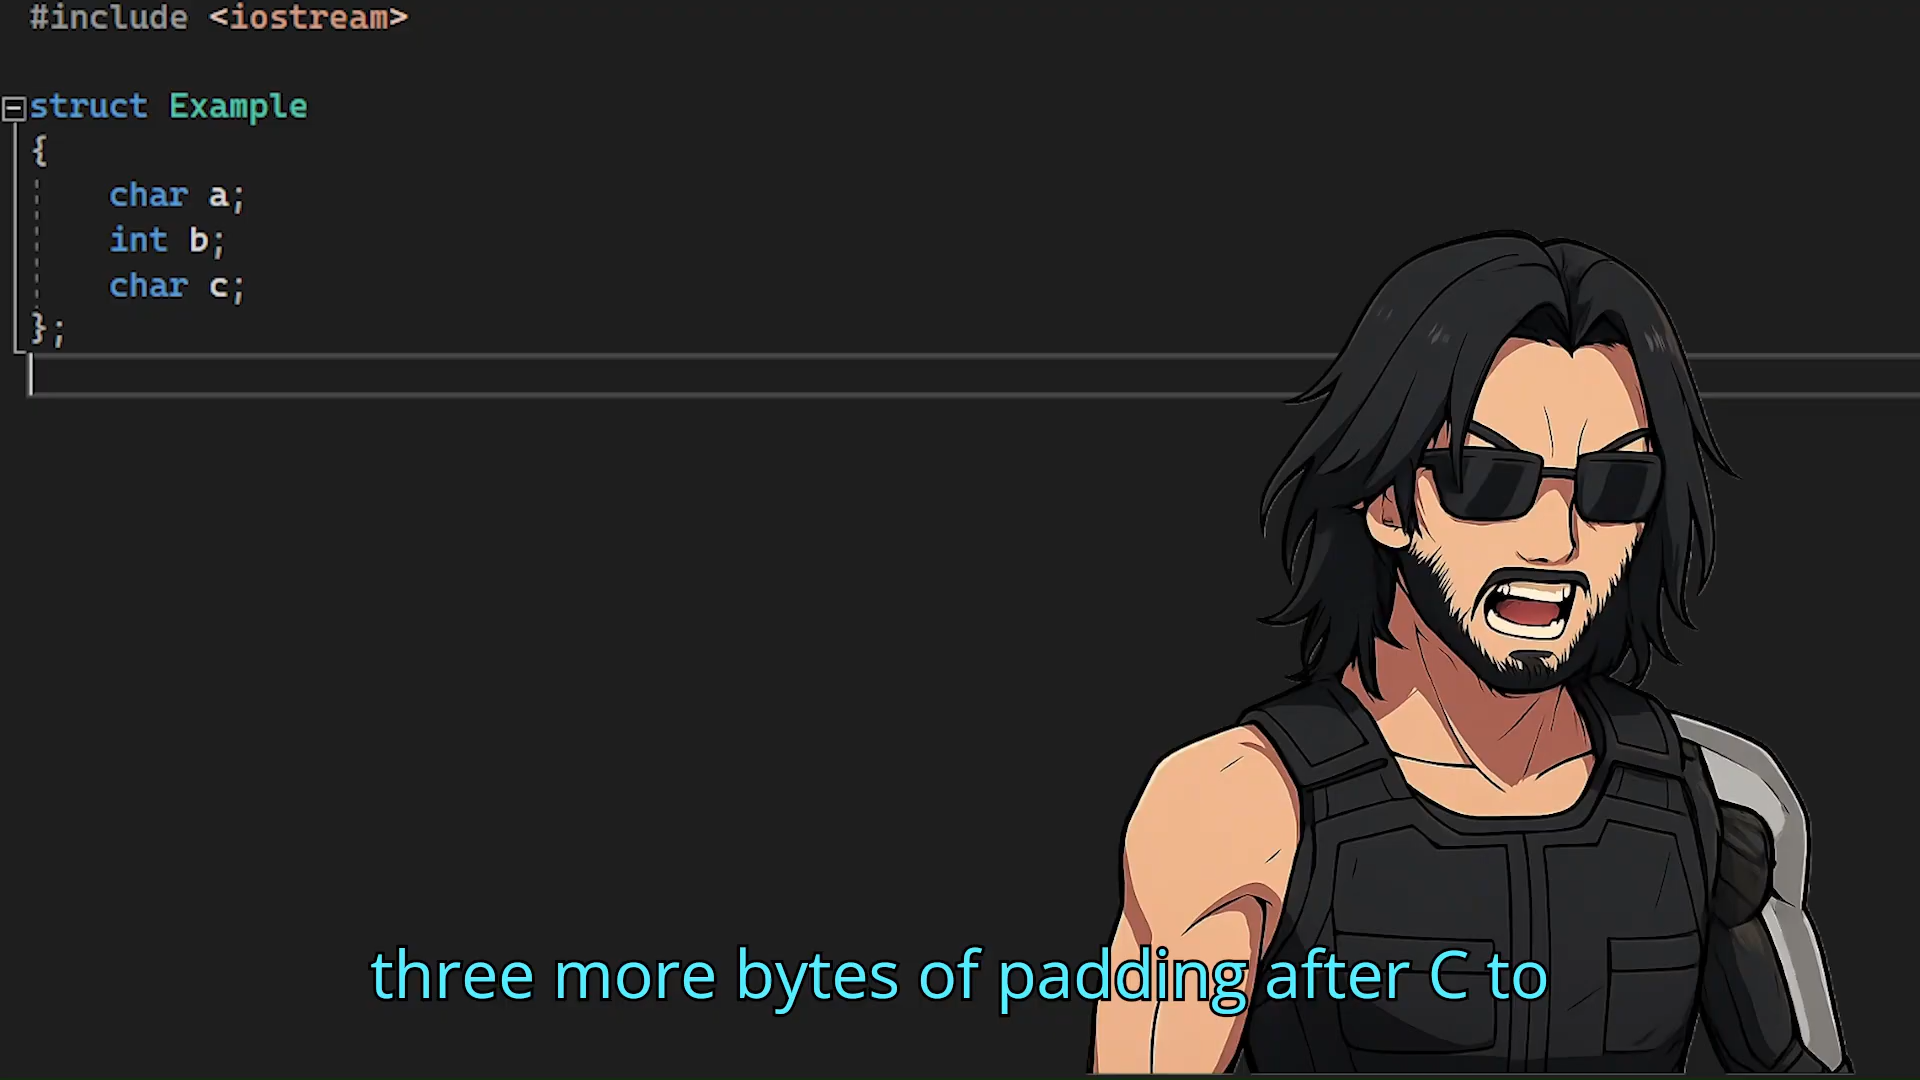 #include <iostream>
struct Example
{
char a;
int b;
char c;
};
three more bytes of padding after C to